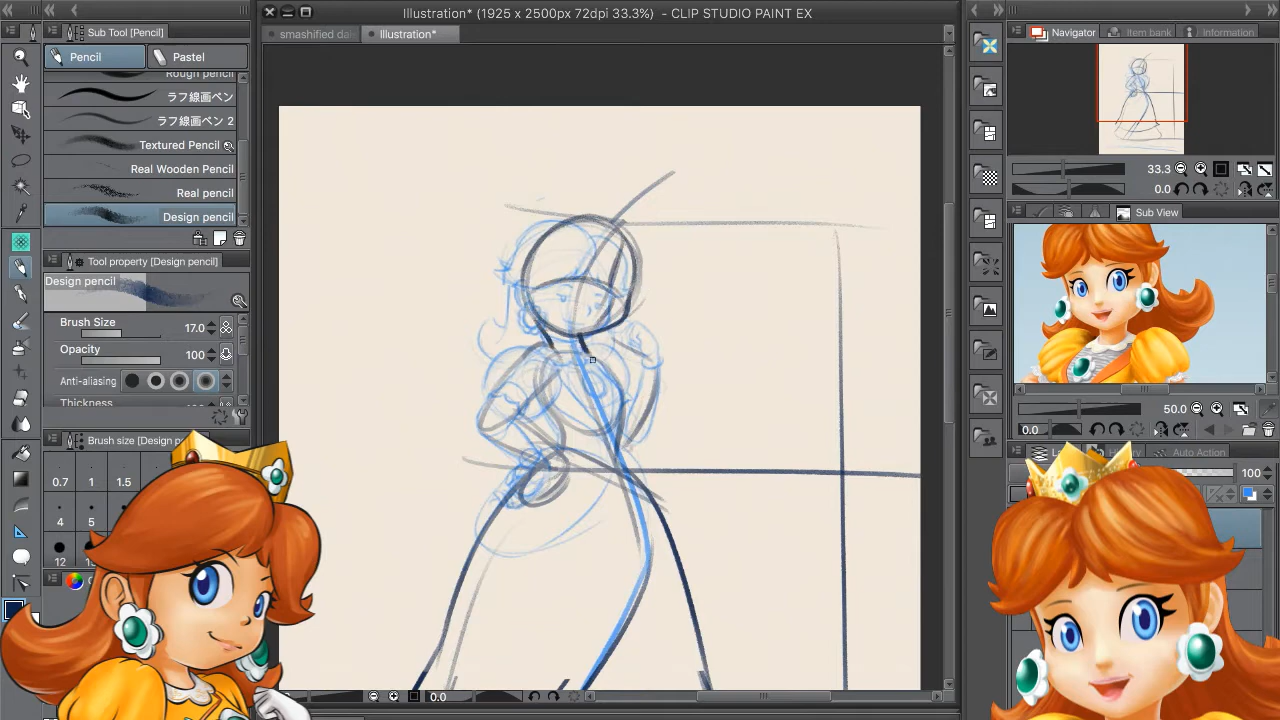 Illustration* (1925 x 2500px 72dpi 33.3%) - CLIP STUDIO PAINT EX
Sub Tool [Pencil]
smashified da
Illustration*
Navigator
Item bank
Information
Pencil
Pastel
Rough pencil
ラフ線画ペン
ラフ線画ペン 2
Textured Pencil
Real Wooden Pencil
Real pencil
Design pencil
33.3
0.0
Sub View
Tool property [Design pencil]
Design pencil
Brush Size
17.0
Opacity
100
Anti-aliasing
Thickness
50.0
0.0
Brush size [Design p
Auto Action
100
0.7
1
1.5
4
5
12
0.0